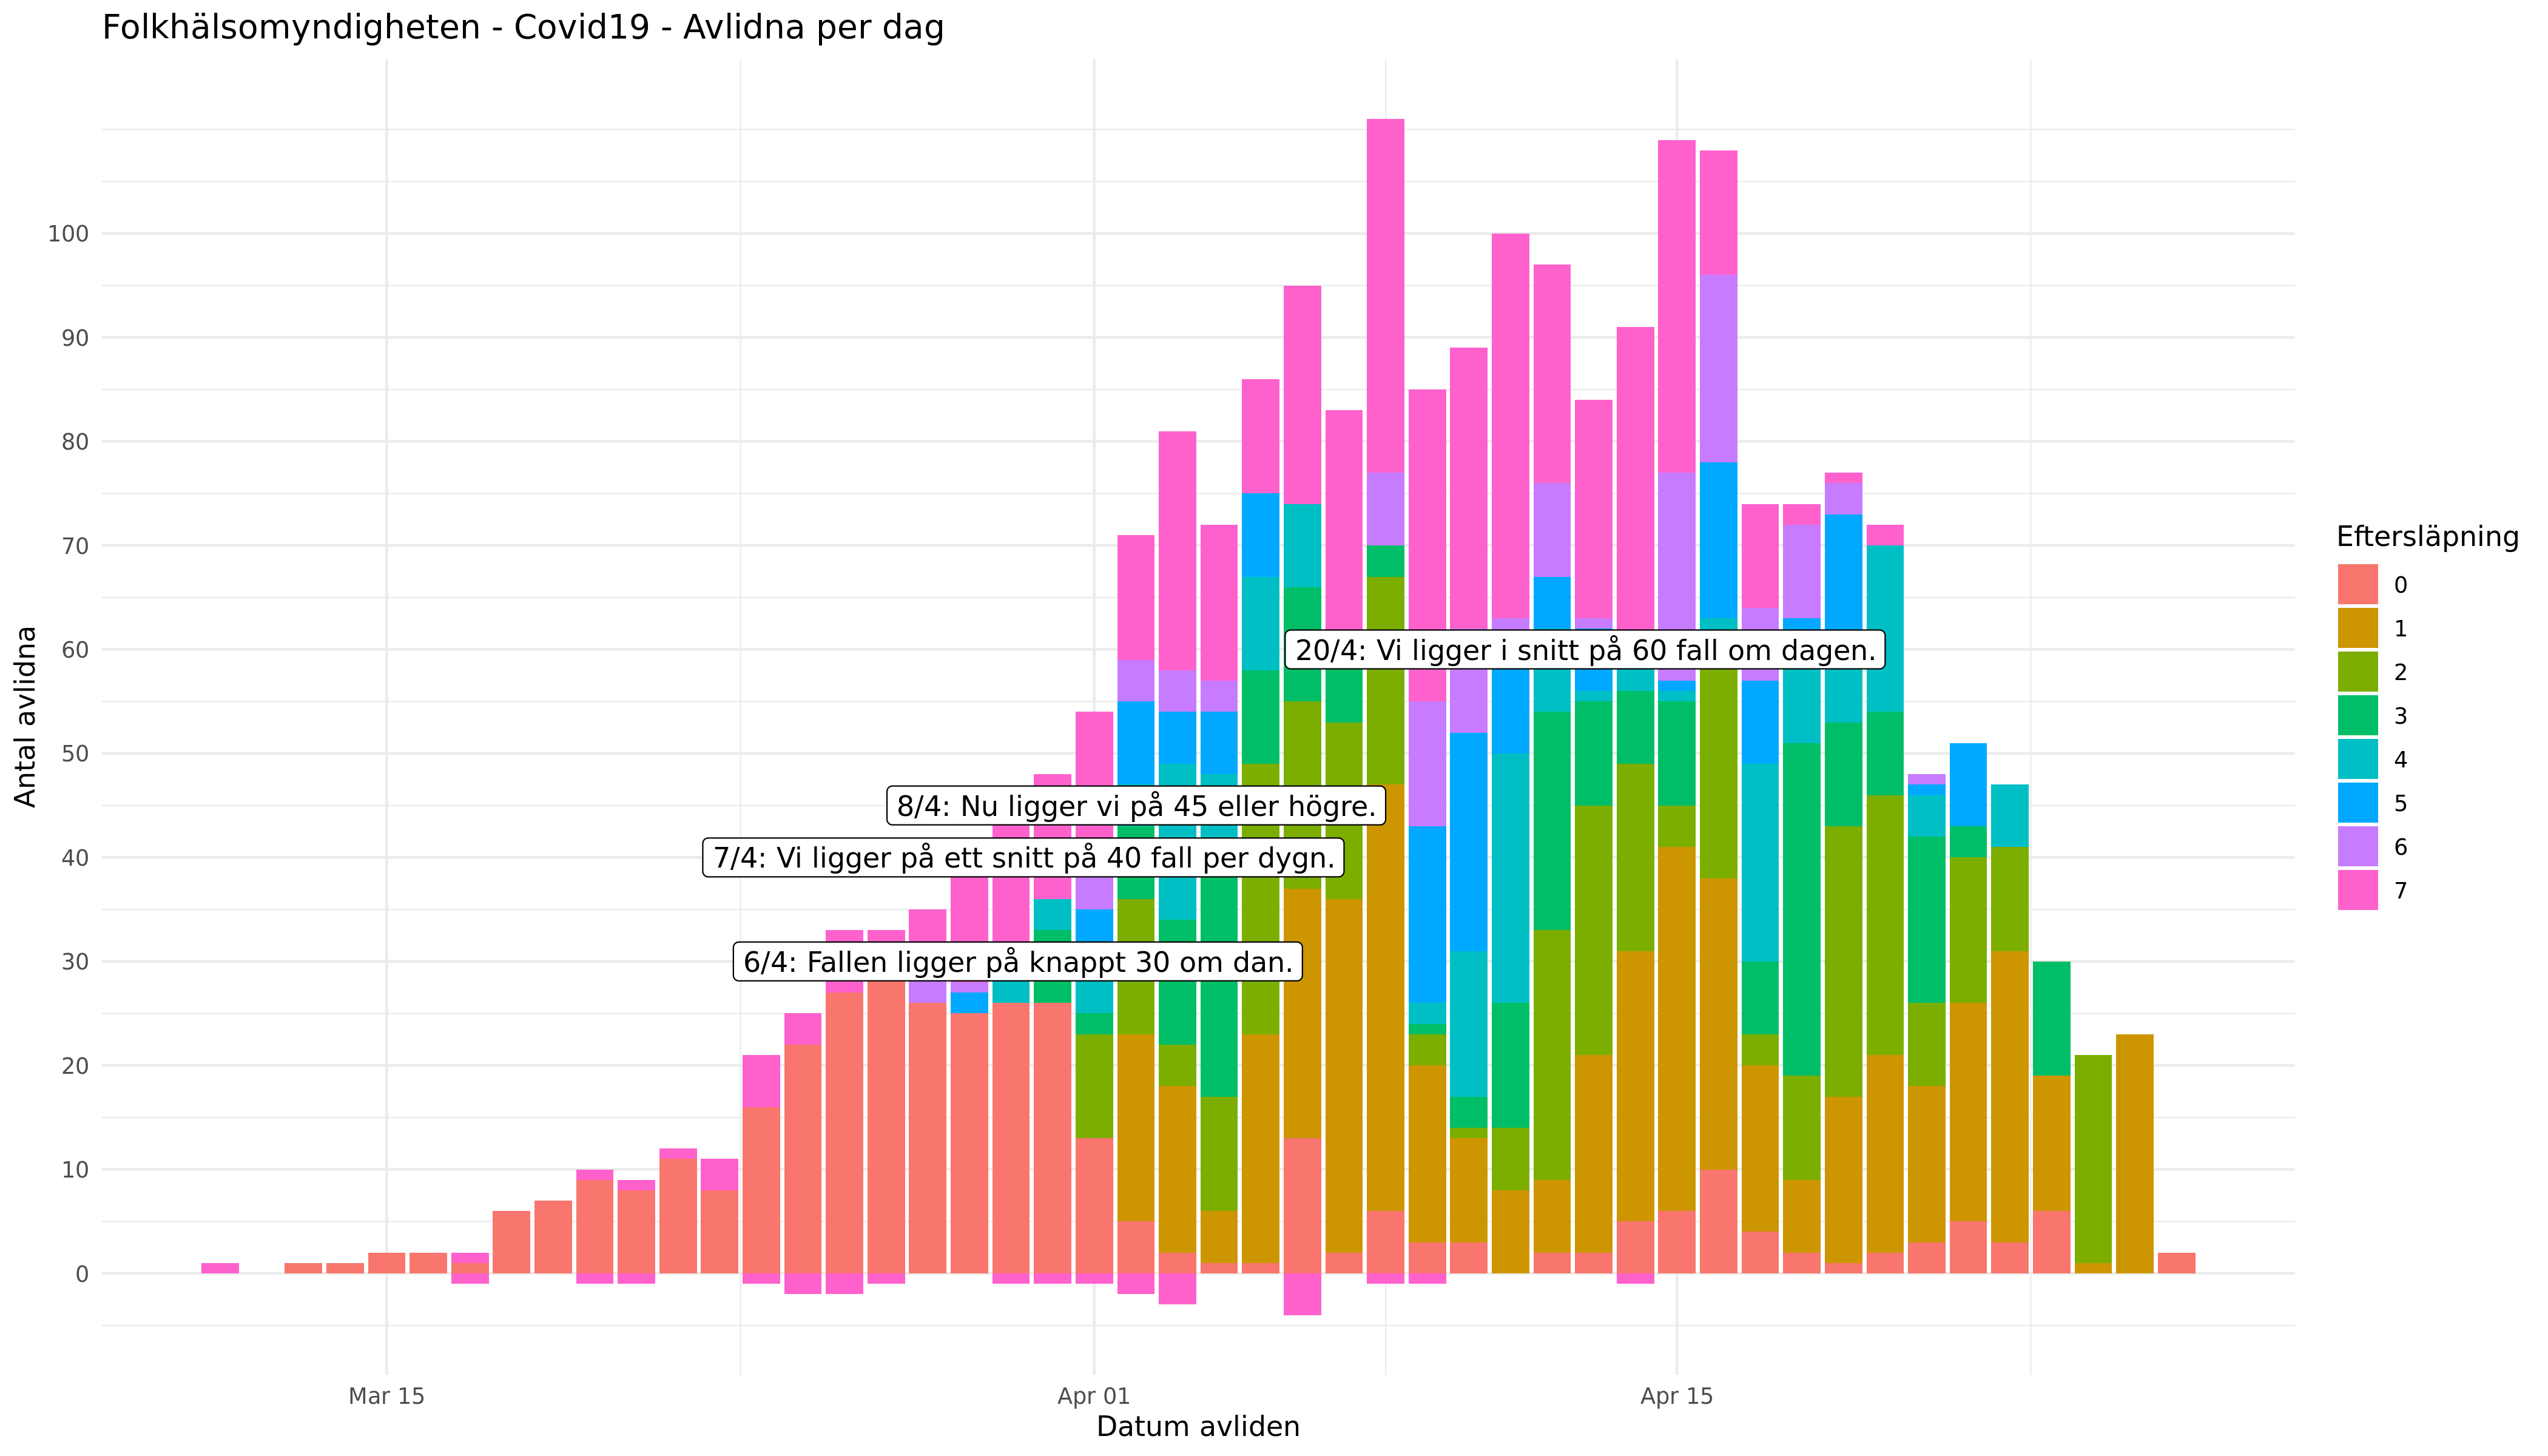 Folkhälsomyndigheten - Covid19 - Avlidna per dag
Antal avlidna
100
90
80
70
60
50
40
30
20
10
0
20/4: Vi ligger i snitt på 60 fall om dagen.
8/4: Nu ligger vi på 45 eller högre.
7/4: Vi ligger på ett snitt på 40 fall per dygn.
6/4: Fallen ligger på knappt 30 om dan.
Mar 15
Apr 01
Apr 15
Datum avliden
Eftersläpning
0
1
2
3
4
5
6
7